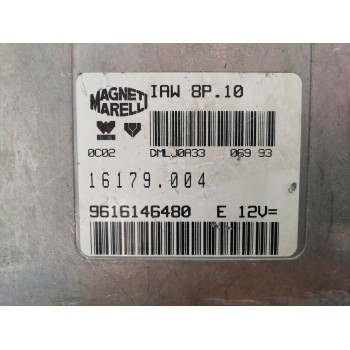 MAGNETI
MARELLI
IAW 8P.10
0C02 DMLJ0A33 069 93
16179.004
9616146480 E 12V=